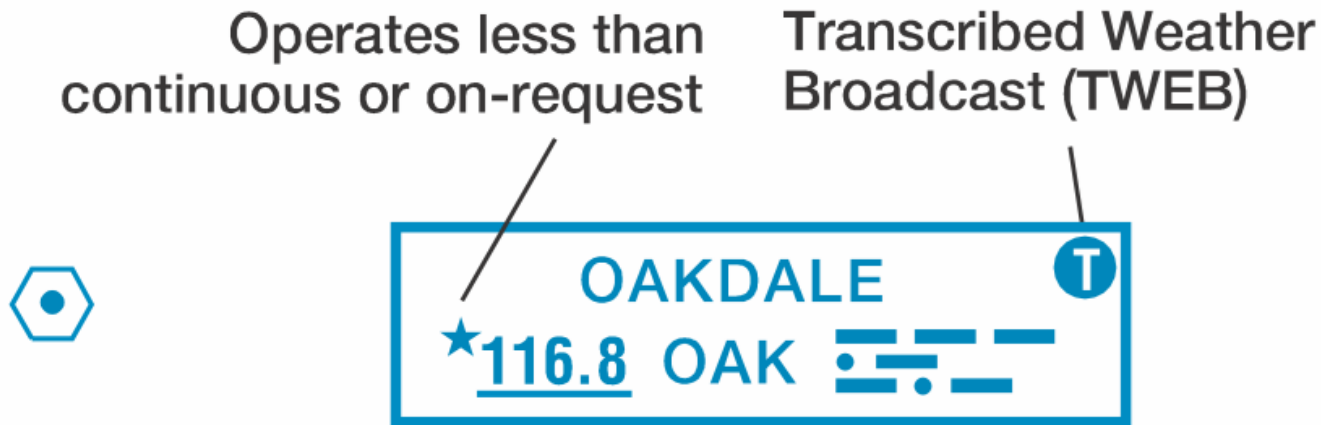 Operates less than
continuous or on-request
Transcribed Weather
Broadcast (TWEB)
OAKDALE
T
★116.8 OAK